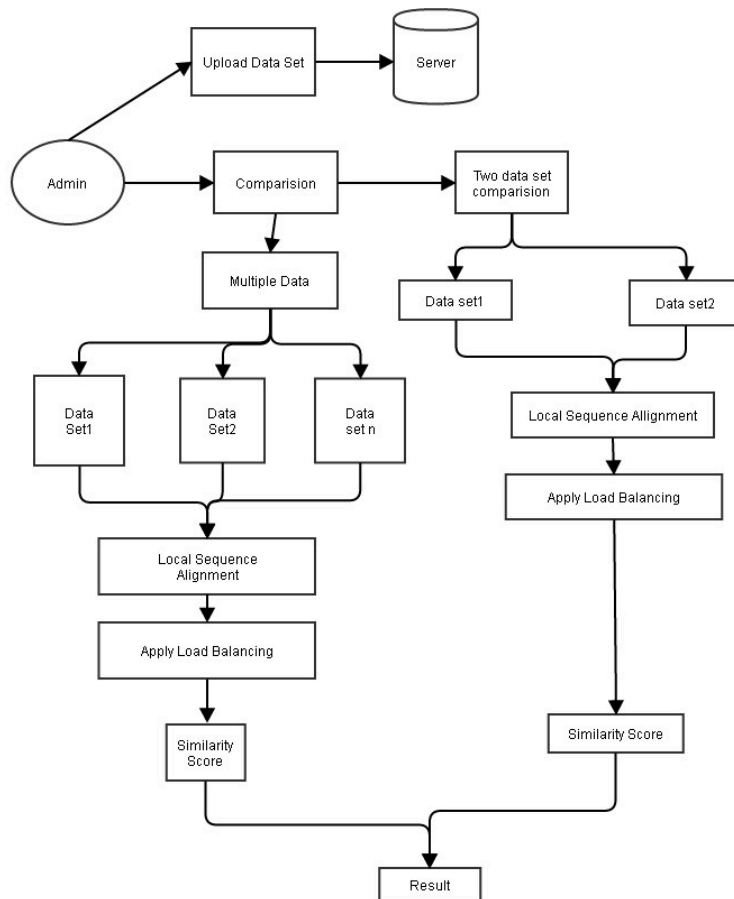 Upload Data Set
Server
Admin
Comparision
Two data set
comparision
Multiple Data
Data set1
Data set2
Data
Set1
Data
Set2
Data
set n
Local Sequence Allignment
Apply Load Balancing
Local Sequence
Alignment
Apply Load Balancing
Similarity
Score
Similarity Score
Result